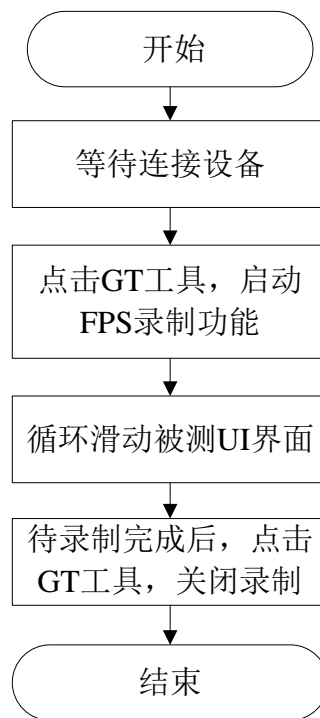 开始
等待连接设备
点击GT工具，启动
FPS录制功能
循环滑动被测UI界面
待录制完成后，点击
GT工具，关闭录制
结束